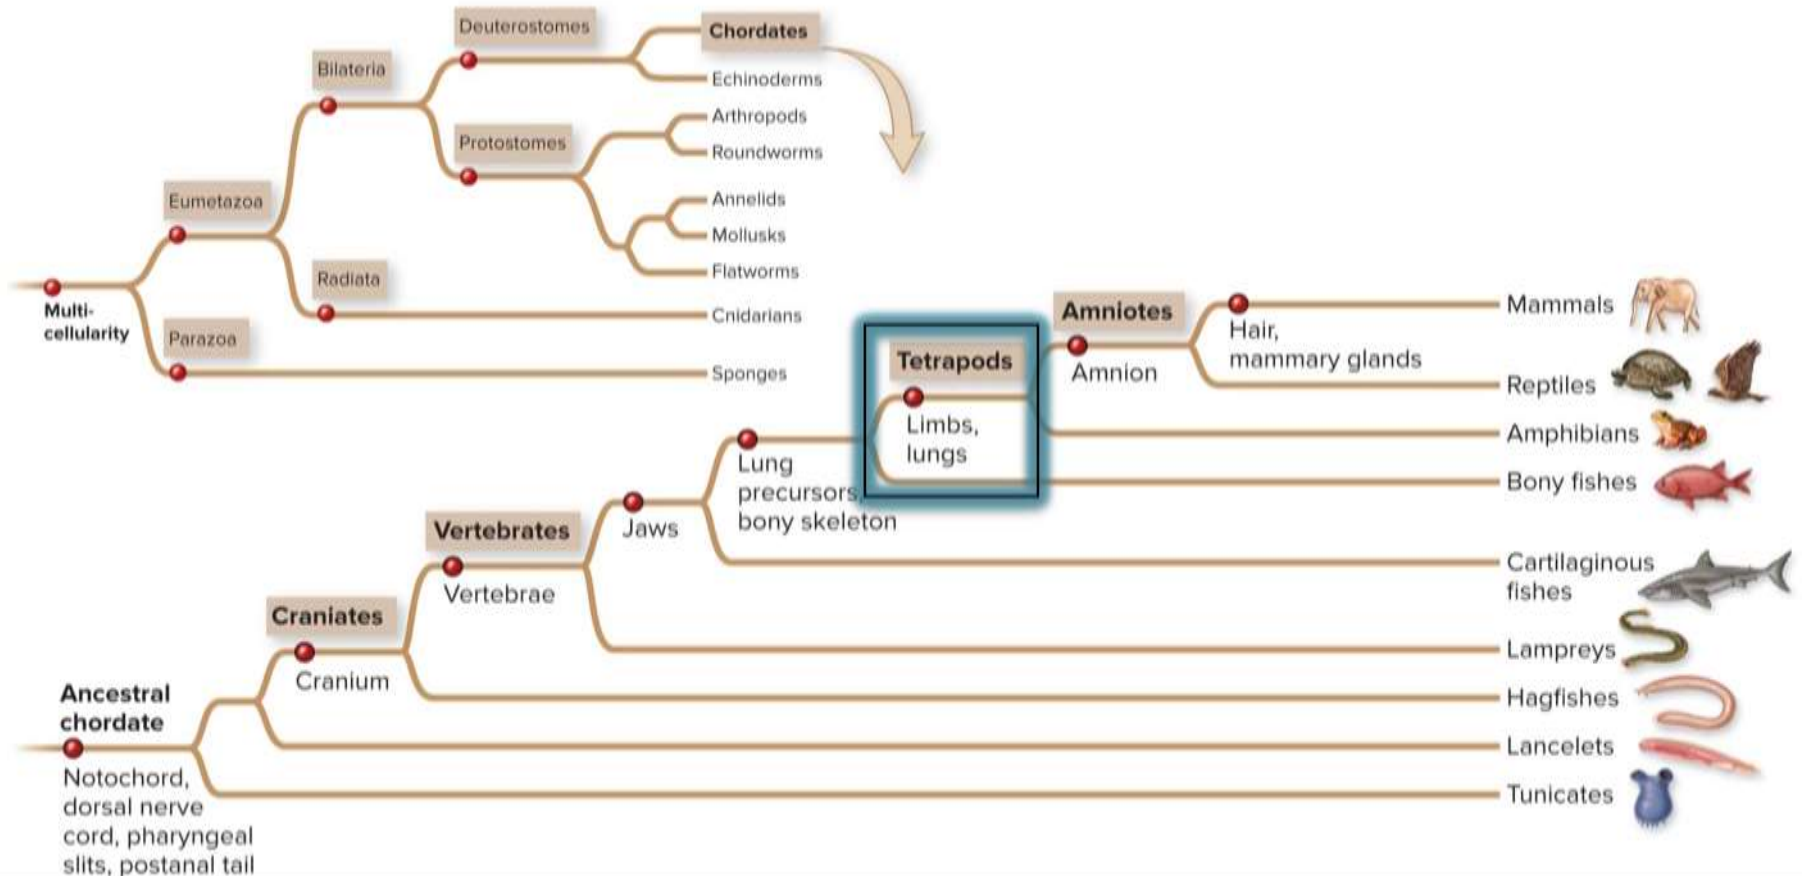 Deuterostomes
Chordates
Bilateria
Echinoderms
Arthropods
Protostomes
Roundworms
Eumetazoa
Annelids
Mollusks
Flatworms
Radiata
Multi-
cellularity
Cnidarians
Parazoa
Sponges
Amniotes
Mammals
Hair,
mammary glands
Tetrapods
Amnion
Reptiles
Limbs,
lungs
Amphibians
Lung
precursors,
bony skeleton
Bony fishes
Vertebrates
Jaws
Cartilaginous
fishes
Vertebrae
Craniates
Lampreys
Cranium
Ancestral
chordate
Hagfishes
Lancelets
Notochord,
dorsal nerve
cord, pharyngeal
slits, postanal tail
Tunicates